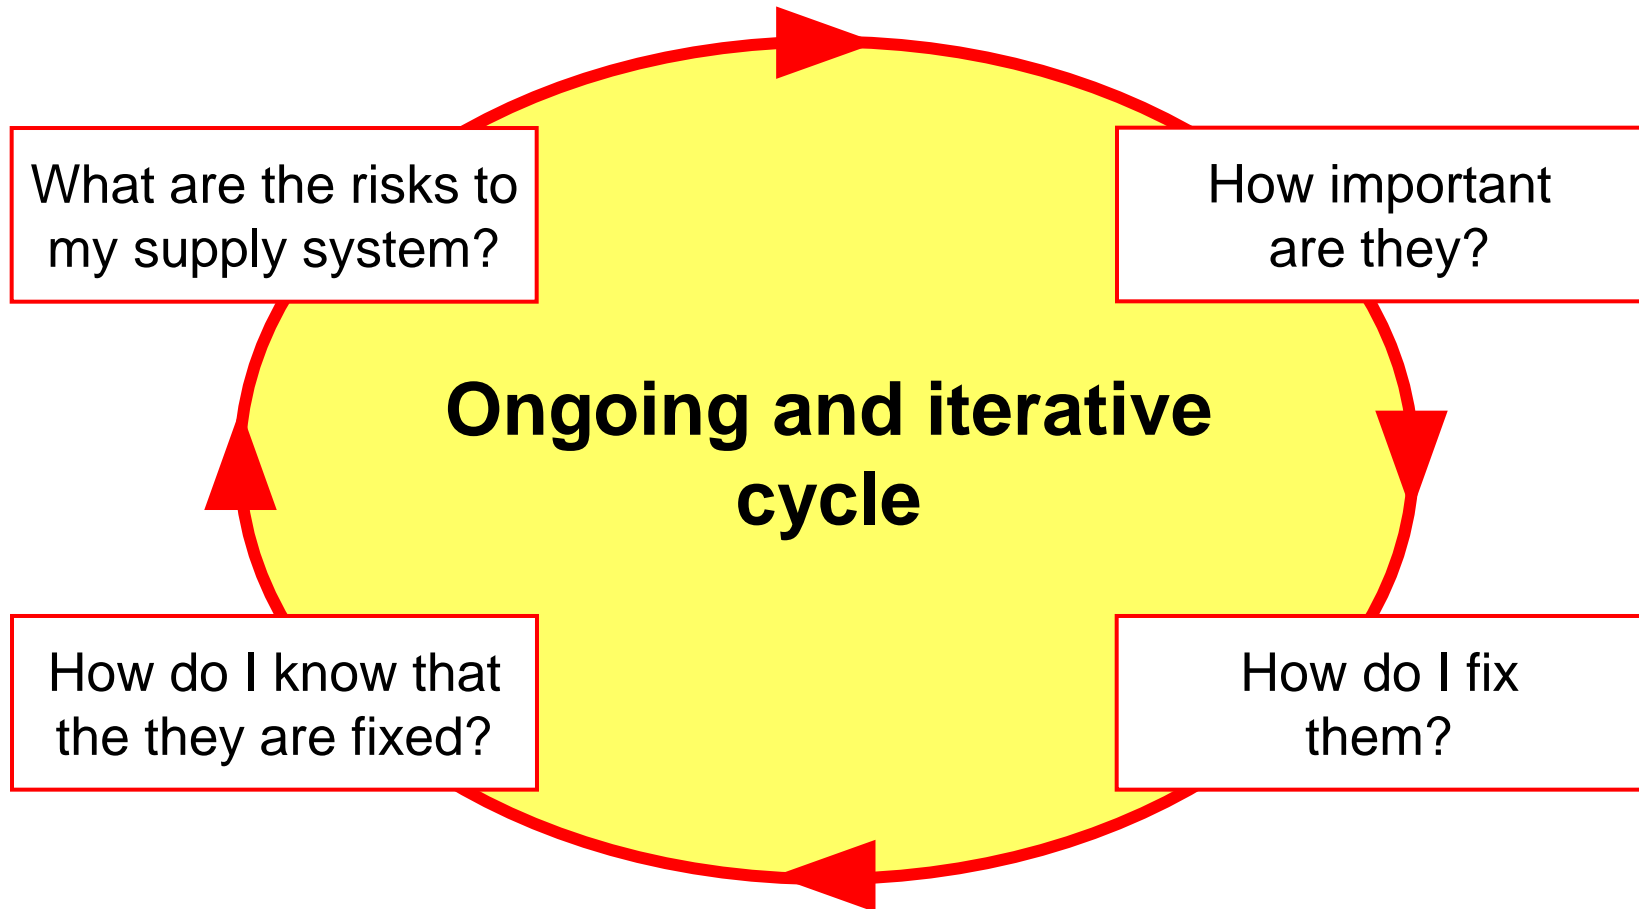 What are the risks to
my supply system?
How important
are they?
Ongoing and iterative
cycle
How do I know that
the they are fixed?
How do I fix
them?